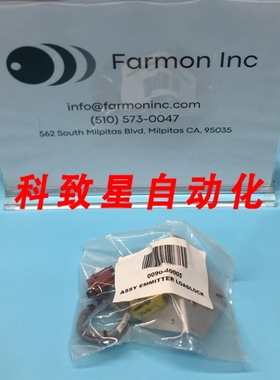 Farmon Inc
info@farmoninc.com
(510) 573-0047
562 South Milpitas Blvd, Milpitas CA, 95035
科致星自动化
0090-40005
ASSY EMMITTER LOADLOCK